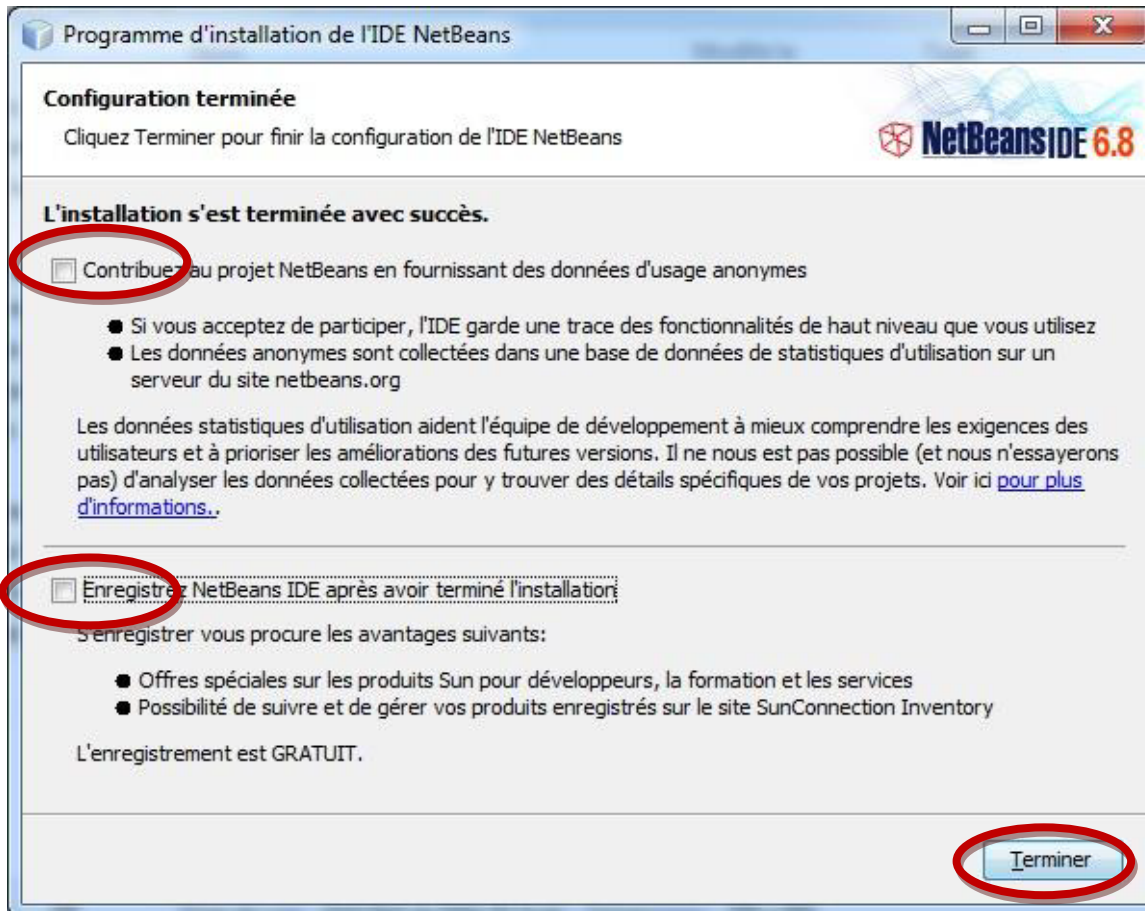 Programme d'installation de l'IDE NetBeans
Configuration terminée
Cliquez Terminer pour finir la configuration de l'IDE NetBeans
NetBeans IDE 6.8
L'installation s'est terminée avec succès.
Contribuez au projet NetBeans en fournissant des données d'usage anonymes
● Si vous acceptez de participer, l'IDE garde une trace des fonctionnalités de haut niveau que vous utilisez
● Les données anonymes sont collectées dans une base de données de statistiques d'utilisation sur un
serveur du site netbeans.org
Les données statistiques d'utilisation aident l'équipe de développement à mieux comprendre les exigences des
utilisateurs et à prioriser les améliorations des futures versions. Il ne nous est pas possible (et nous n'essayerons
pas) d'analyser les données collectées pour y trouver des détails spécifiques de vos projets. Voir ici pour plus
d'informations..
Enregistrez NetBeans IDE après avoir terminé l'installation
S'enregistrer vous procure les avantages suivants:
● Offres spéciales sur les produits Sun pour développeurs, la formation et les services
● Possibilité de suivre et de gérer vos produits enregistrés sur le site SunConnection Inventory
L'enregistrement est GRATUIT.
Terminer